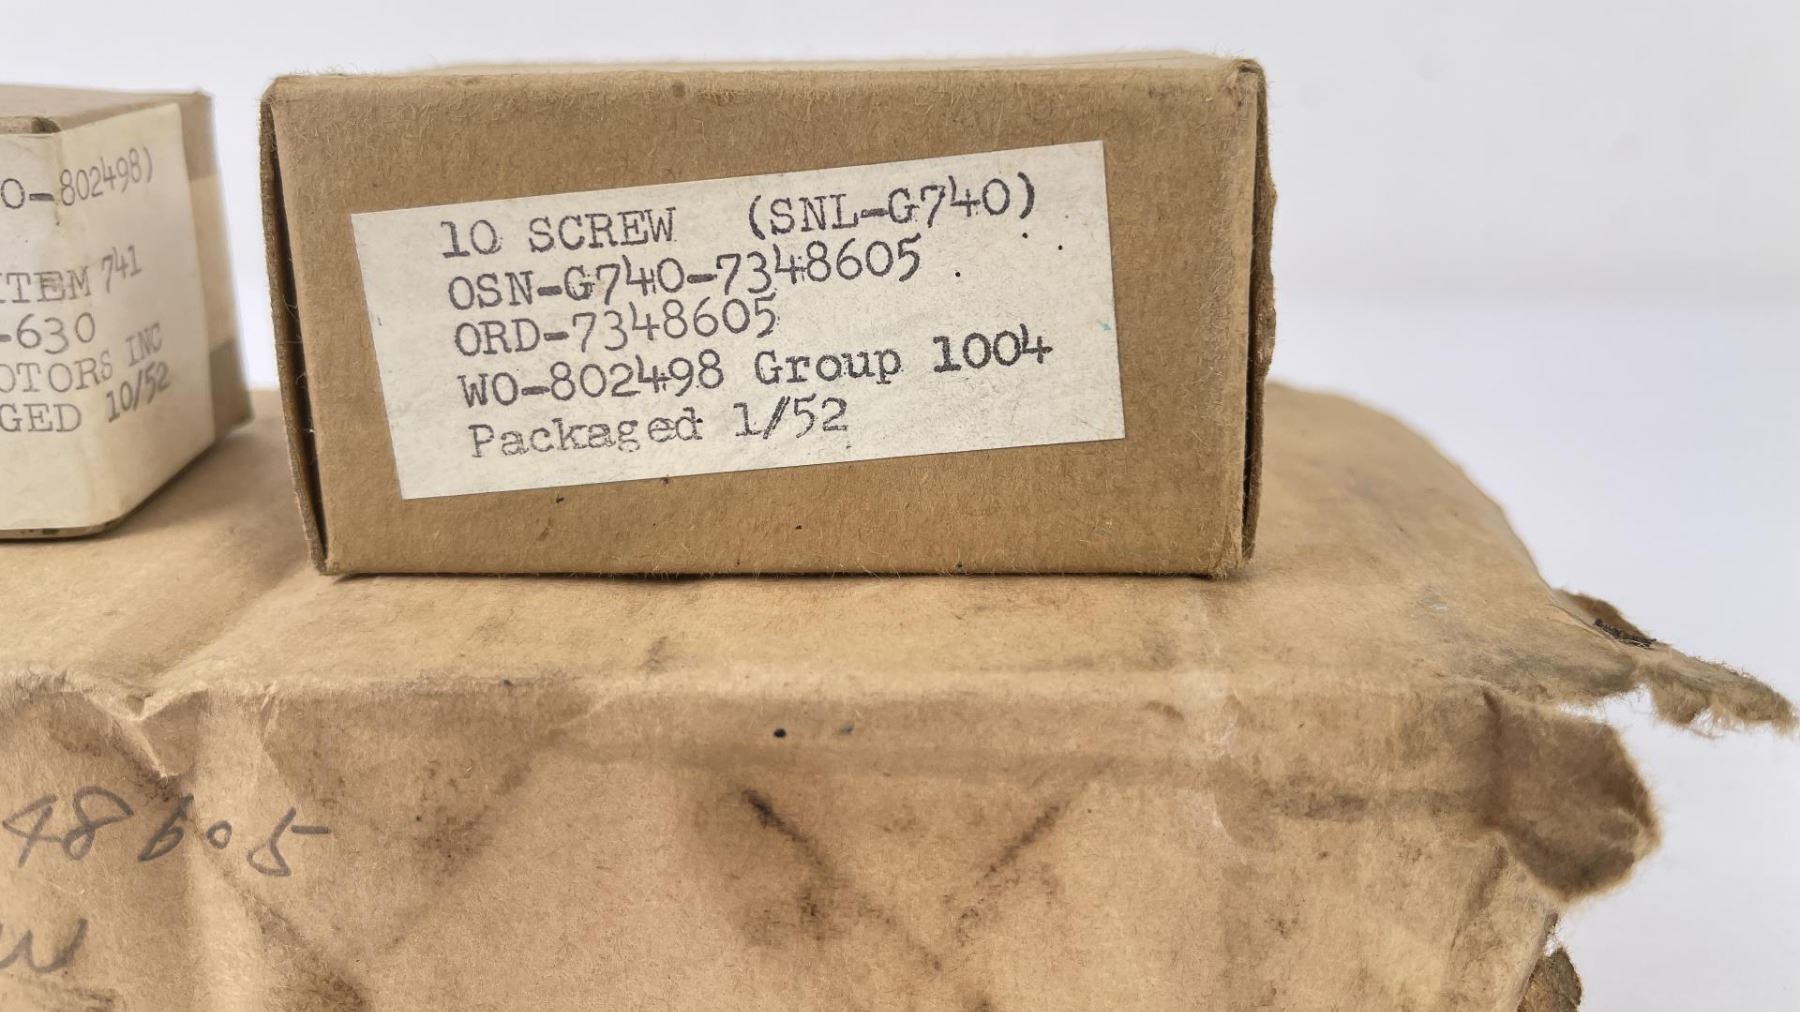 O-802498)
ITEM 741
-630
OTORS INC
GED 10/52
10 SCREW (SNL-G740)
OSN-G740-7348605
ORD-7348605
WO-802498 Group 1004
Packaged 1/52
48605